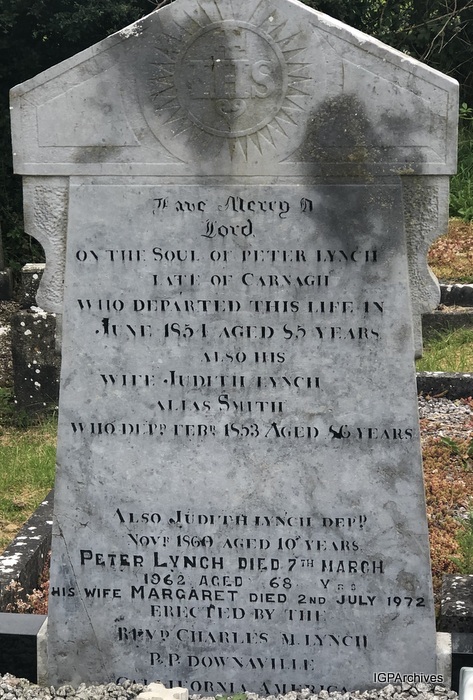 IHS
Have Mercy O
Lord
ON THE SOUL OF PETER LYNCH
LATE OF CARNAGH
WHO DEPARTED THIS LIFE IN
JUNE 1854 AGED 85 YEARS
ALSO HIS
WIFE JUDITH LYNCH
ALIAS SMITH
WHO DEPD. FEBY. 1853 AGED 86 YEARS
ALSO JUDITH LYNCH DEPD.
NOVR. 1860 AGED 10 YEARS
PETER LYNCH DIED 7TH MARCH
1962 AGED 68 YRS
HIS WIFE MARGARET DIED 2ND JULY 1972
ERECTED BY THE
REVD. CHARLES M. LYNCH
P.P. DOWNAVILLE
CALIFORNIA AMERICA
IGPArchives